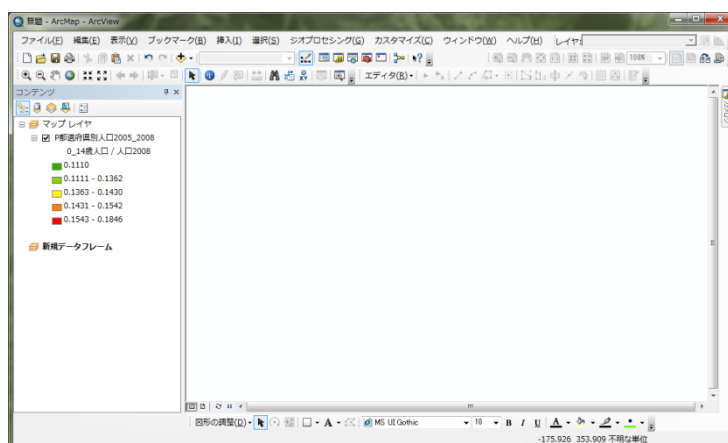 無題 - ArcMap - ArcView
ファイル(F) 編集(E) 表示(V) ブックマーク(B) 挿入(I) 選択(S) ジオプロセシング(G) カスタマイズ(C) ウィンドウ(W) ヘルプ(H) レイヤ:
100%
エディタ(R)
コンテンツ
マップ レイヤ
P都道府県別人口2005_2008
0_14歳人口 / 人口2008
0.1110
0.1111 - 0.1362
0.1363 - 0.1430
0.1431 - 0.1542
0.1543 - 0.1846
新規データフレーム
図形の調整(D) A MS UI Gothic 10 B I U A
-175.926 353.909 不明な単位